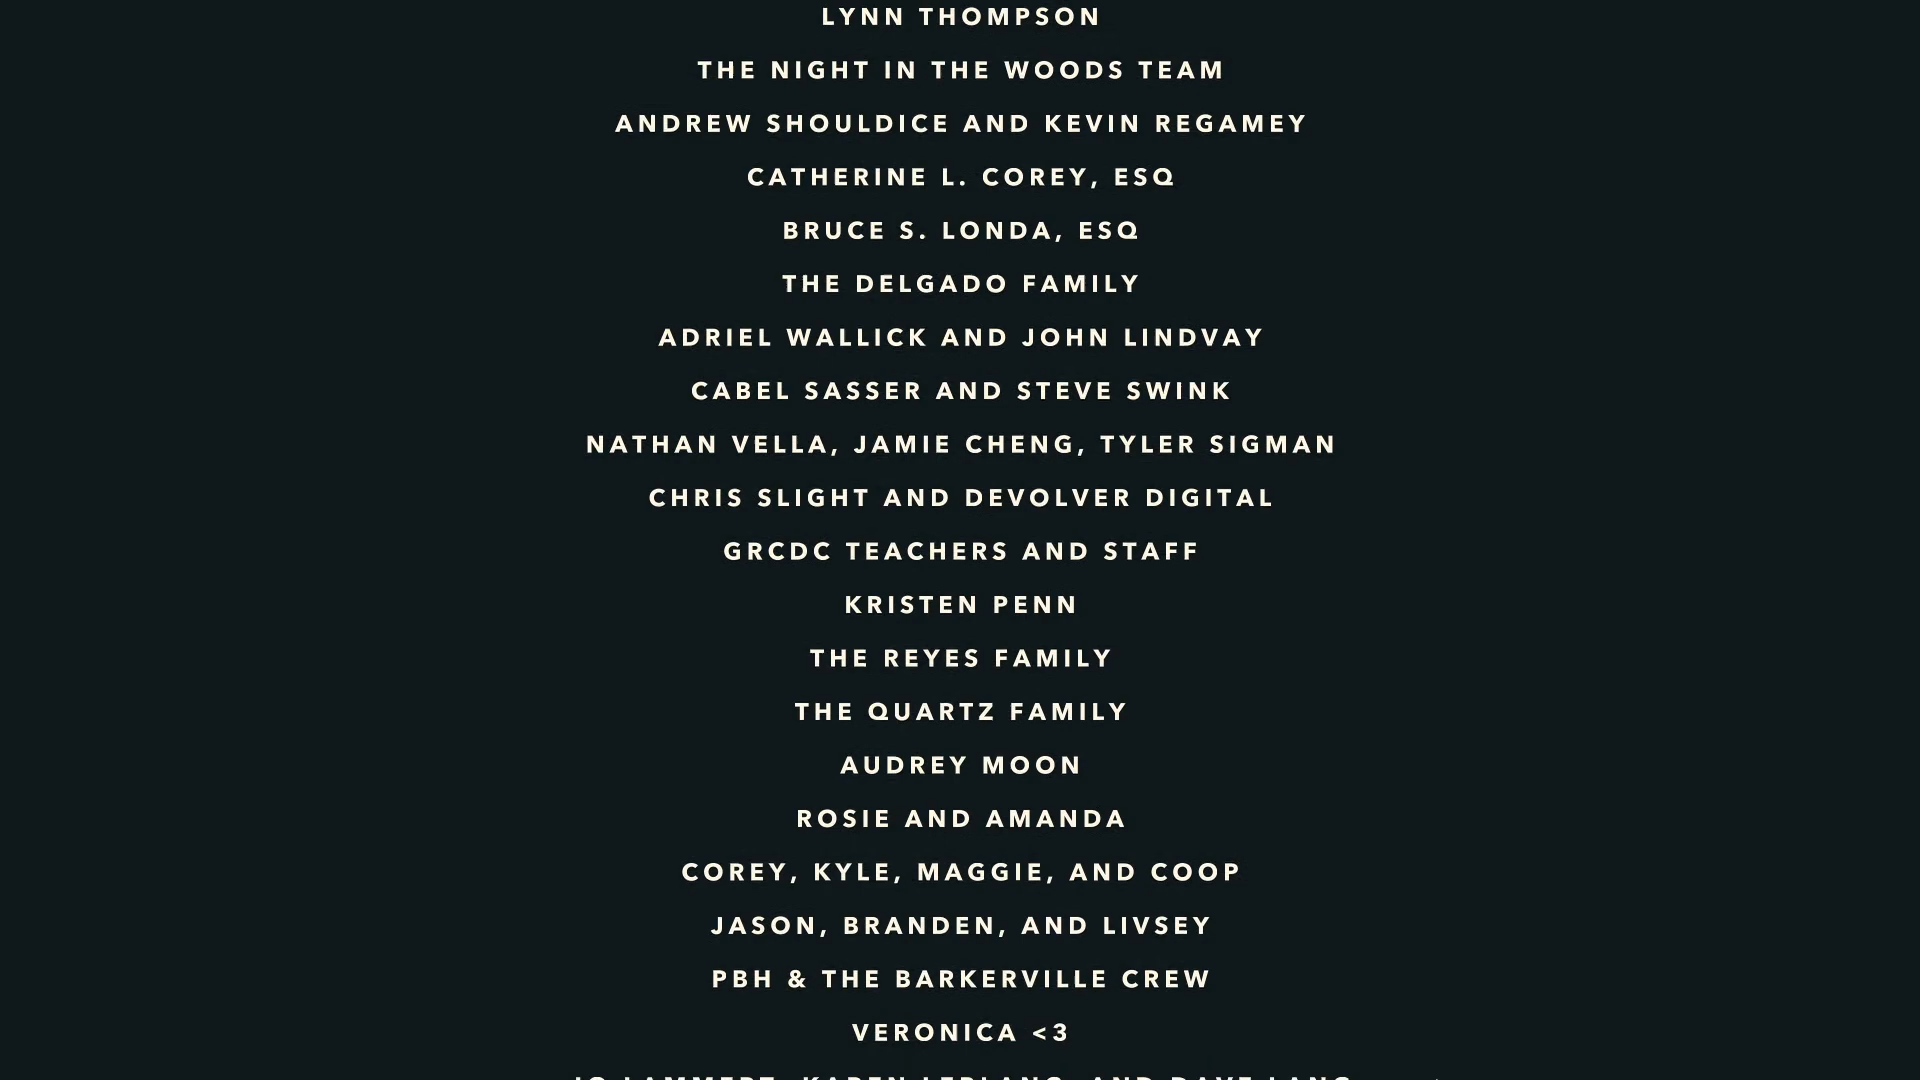 LYNN THOMPSON
THE NIGHT IN THE WOODS TEAM
ANDREW SHOULDICE AND KEVIN REGAMEY
CATHERINE L. COREY, ESQ
BRUCE S. LONDA, ESQ
THE DELGADO FAMILY
ADRIEL WALLICK AND JOHN LINDVAY
CABEL SASSER AND STEVE SWINK
NATHAN VELLA, JAMIE CHENG, TYLER SIGMAN
CHRIS SLIGHT AND DEVOLVER DIGITAL
GRCDC TEACHERS AND STAFF
KRISTEN PENN
THE REYES FAMILY
THE QUARTZ FAMILY
AUDREY MOON
ROSIE AND AMANDA
COREY, KYLE, MAGGIE, AND COOP
JASON, BRANDEN, AND LIVSEY
PBH & THE BARKERVILLE CREW
VERONICA <3